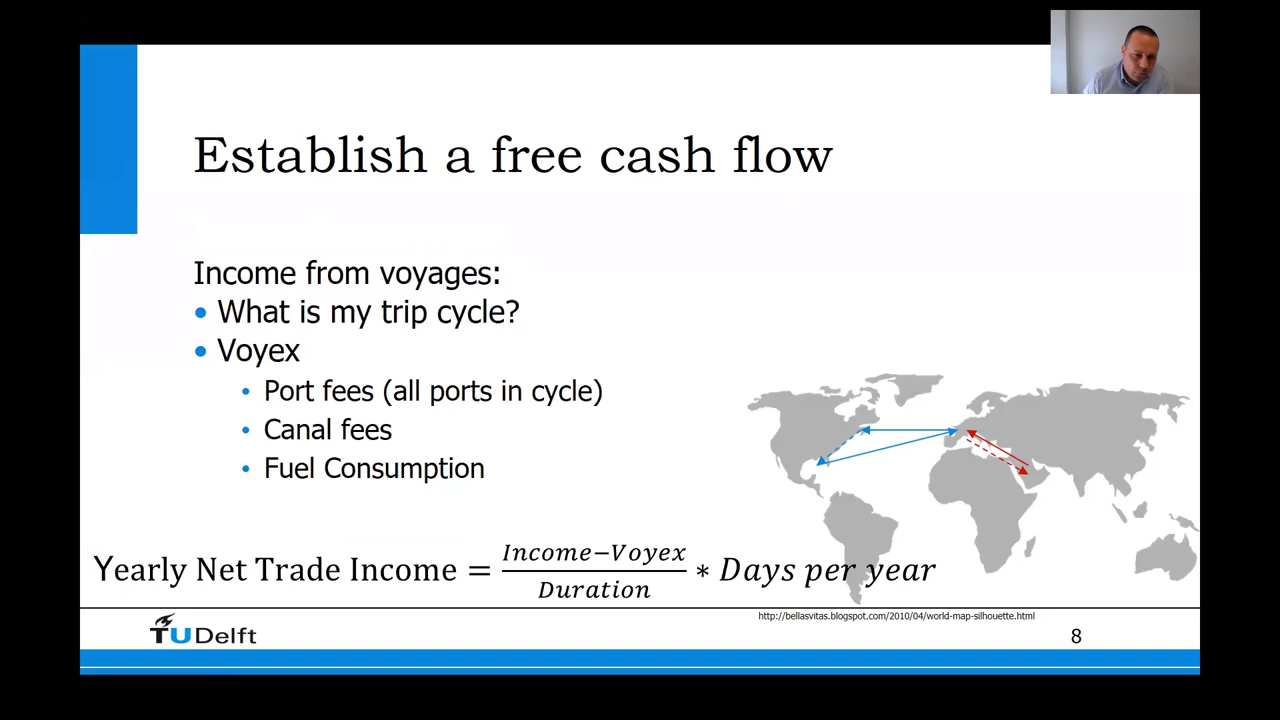 Establish a free cash flow
Income from voyages:
• What is my trip cycle?
• Voyex
• Port fees (all ports in cycle)
• Canal fees
• Fuel Consumption
Yearly Net Trade Income = Income−Voyex / Duration ∗ Days per year
http://bellasvitas.blogspot.com/2010/04/world-map-silhouette.html
TU Delft
8